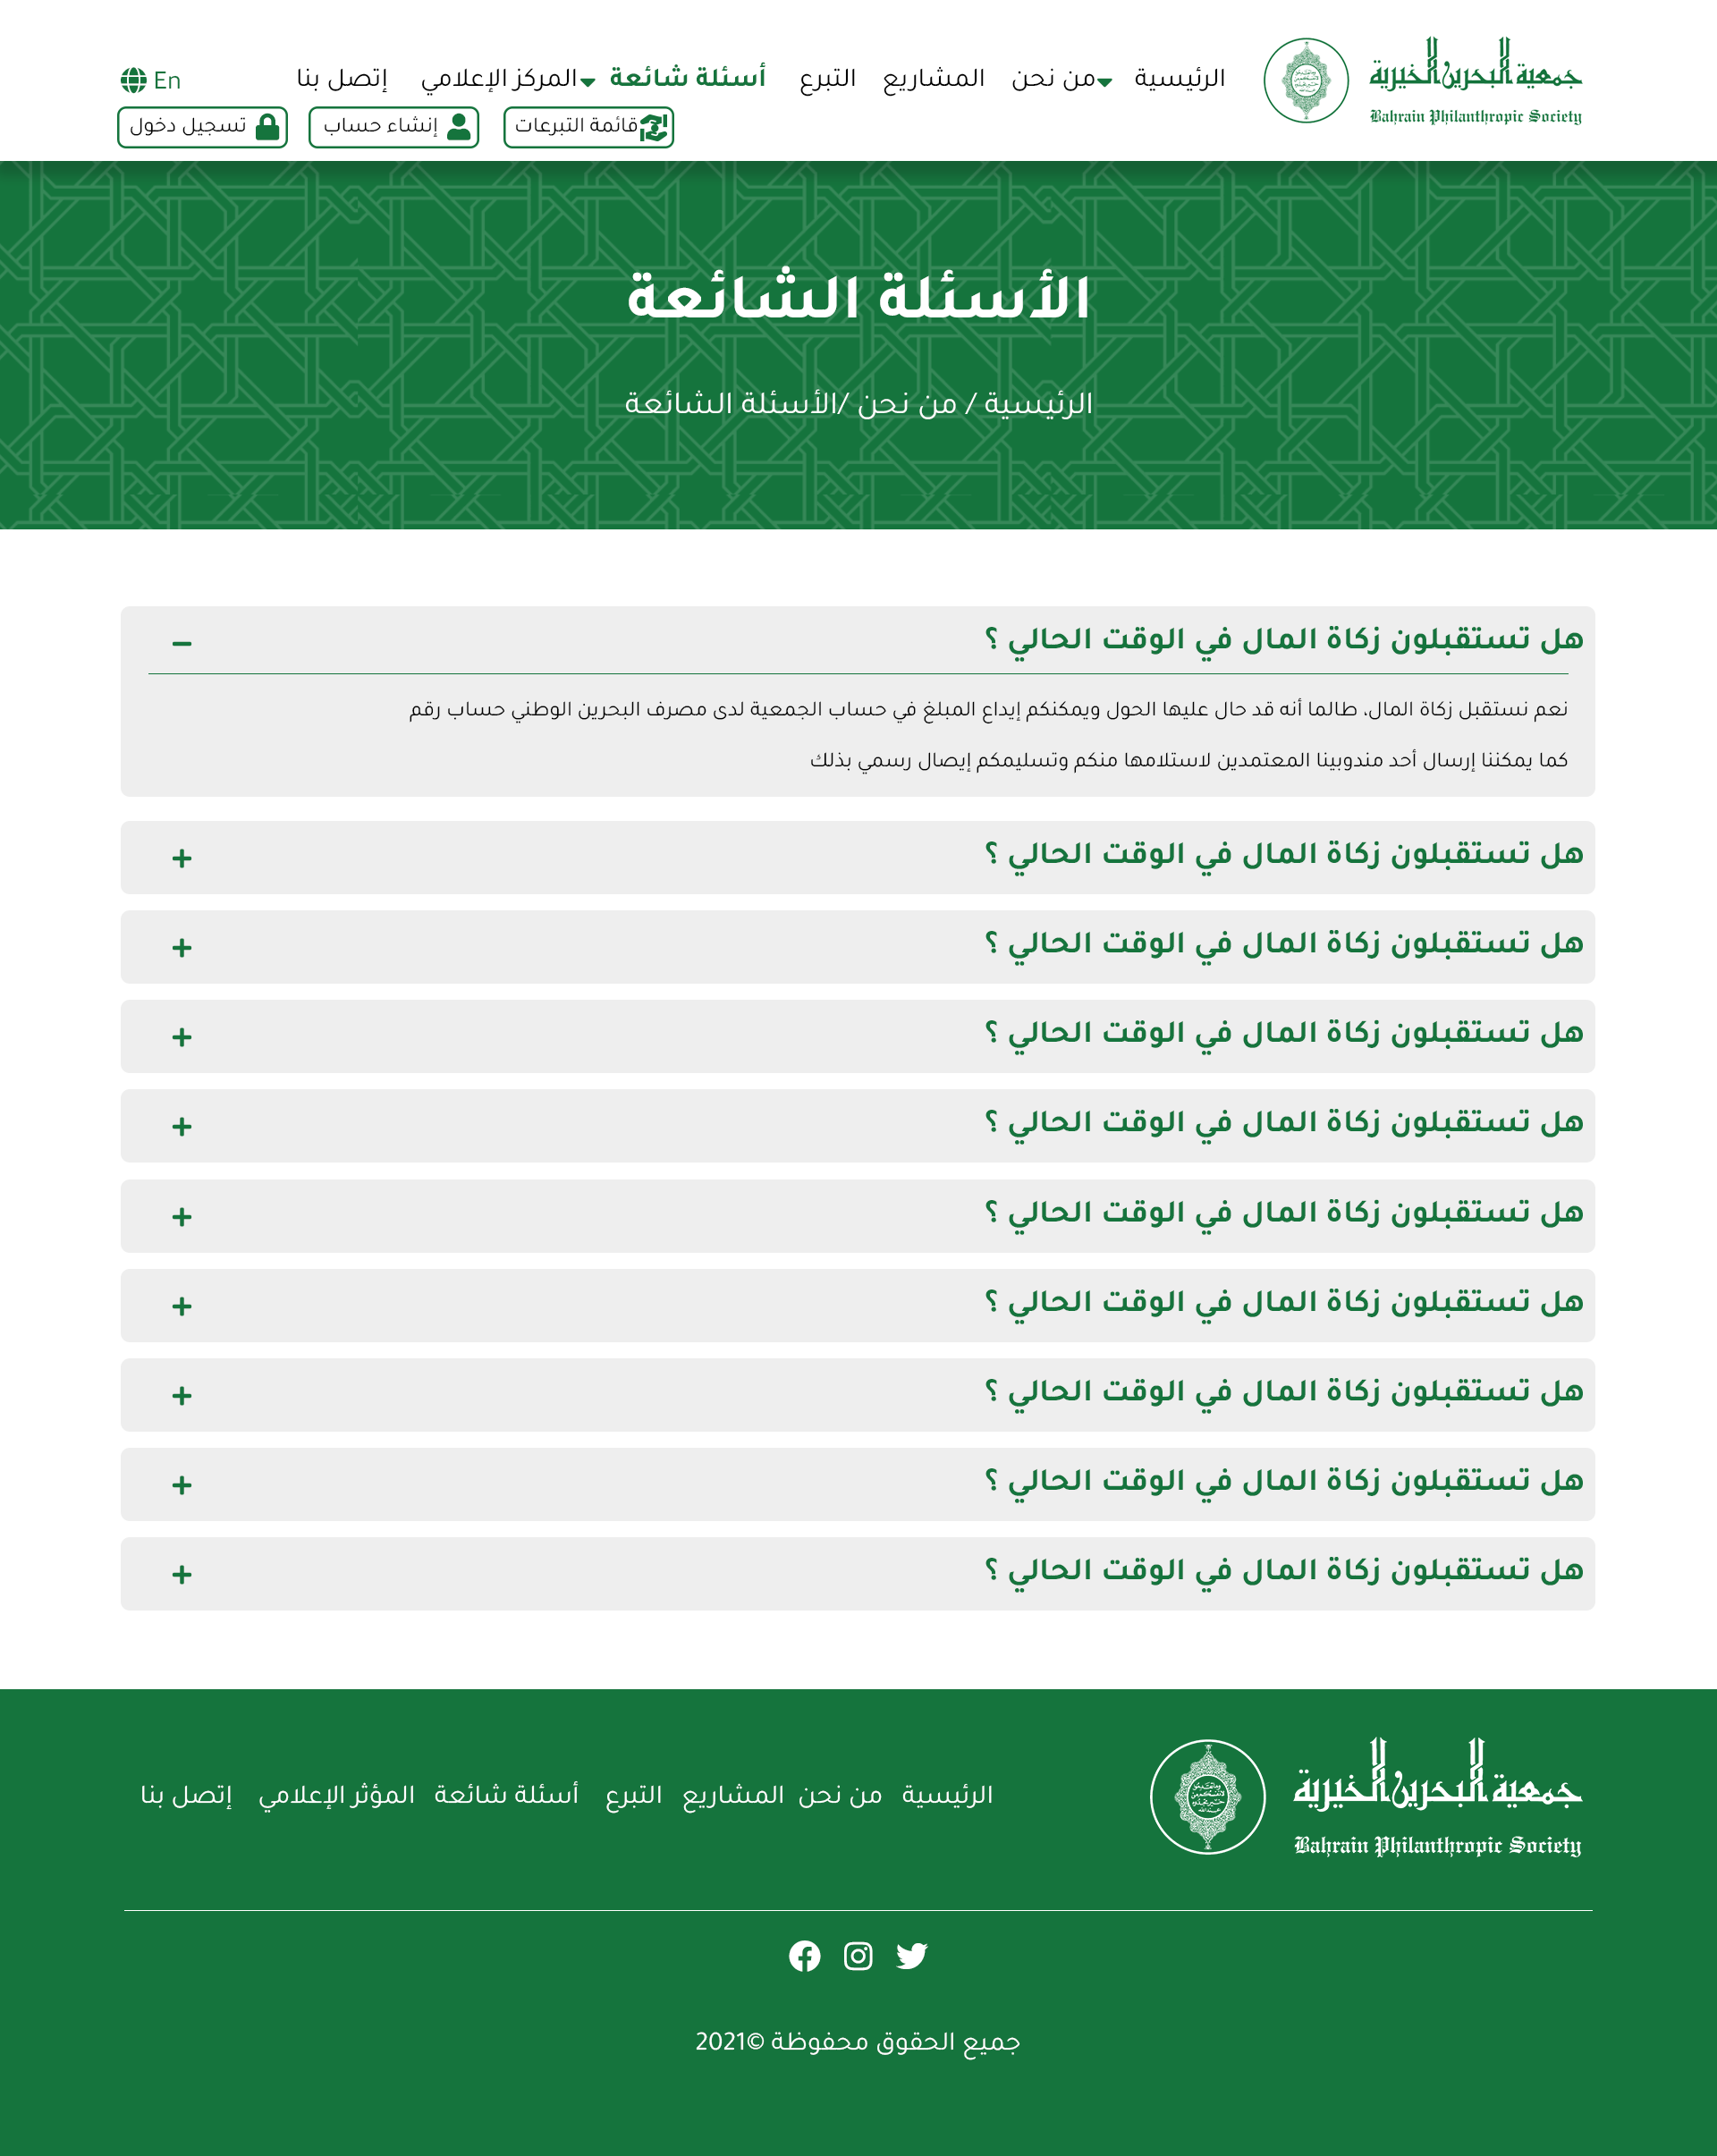 جمعية البحرين الخيرية
Bahrain Philanthropic Society
الرئيسية من نحن المشاريع التبرع أسئلة شائعة المركز الإعلامي إتصل بنا En
قائمة التبرعات إنشاء حساب تسجيل دخول
الأسئلة الشائعة
الرئيسية / من نحن /الأسئلة الشائعة
هل تستقبلون زكاة المال في الوقت الحالي ؟
نعم نستقبل زكاة المال، طالما أنه قد حال عليها الحول ويمكنكم إيداع المبلغ في حساب الجمعية لدى مصرف البحرين الوطني حساب رقم
كما يمكننا إرسال أحد مندوبينا المعتمدين لاستلامها منكم وتسليمكم إيصال رسمي بذلك
هل تستقبلون زكاة المال في الوقت الحالي ؟
هل تستقبلون زكاة المال في الوقت الحالي ؟
هل تستقبلون زكاة المال في الوقت الحالي ؟
هل تستقبلون زكاة المال في الوقت الحالي ؟
هل تستقبلون زكاة المال في الوقت الحالي ؟
هل تستقبلون زكاة المال في الوقت الحالي ؟
هل تستقبلون زكاة المال في الوقت الحالي ؟
هل تستقبلون زكاة المال في الوقت الحالي ؟
هل تستقبلون زكاة المال في الوقت الحالي ؟
جمعية البحرين الخيرية
Bahrain Philanthropic Society
الرئيسية من نحن المشاريع التبرع أسئلة شائعة المؤثر الإعلامي إتصل بنا
جميع الحقوق محفوظة ©2021